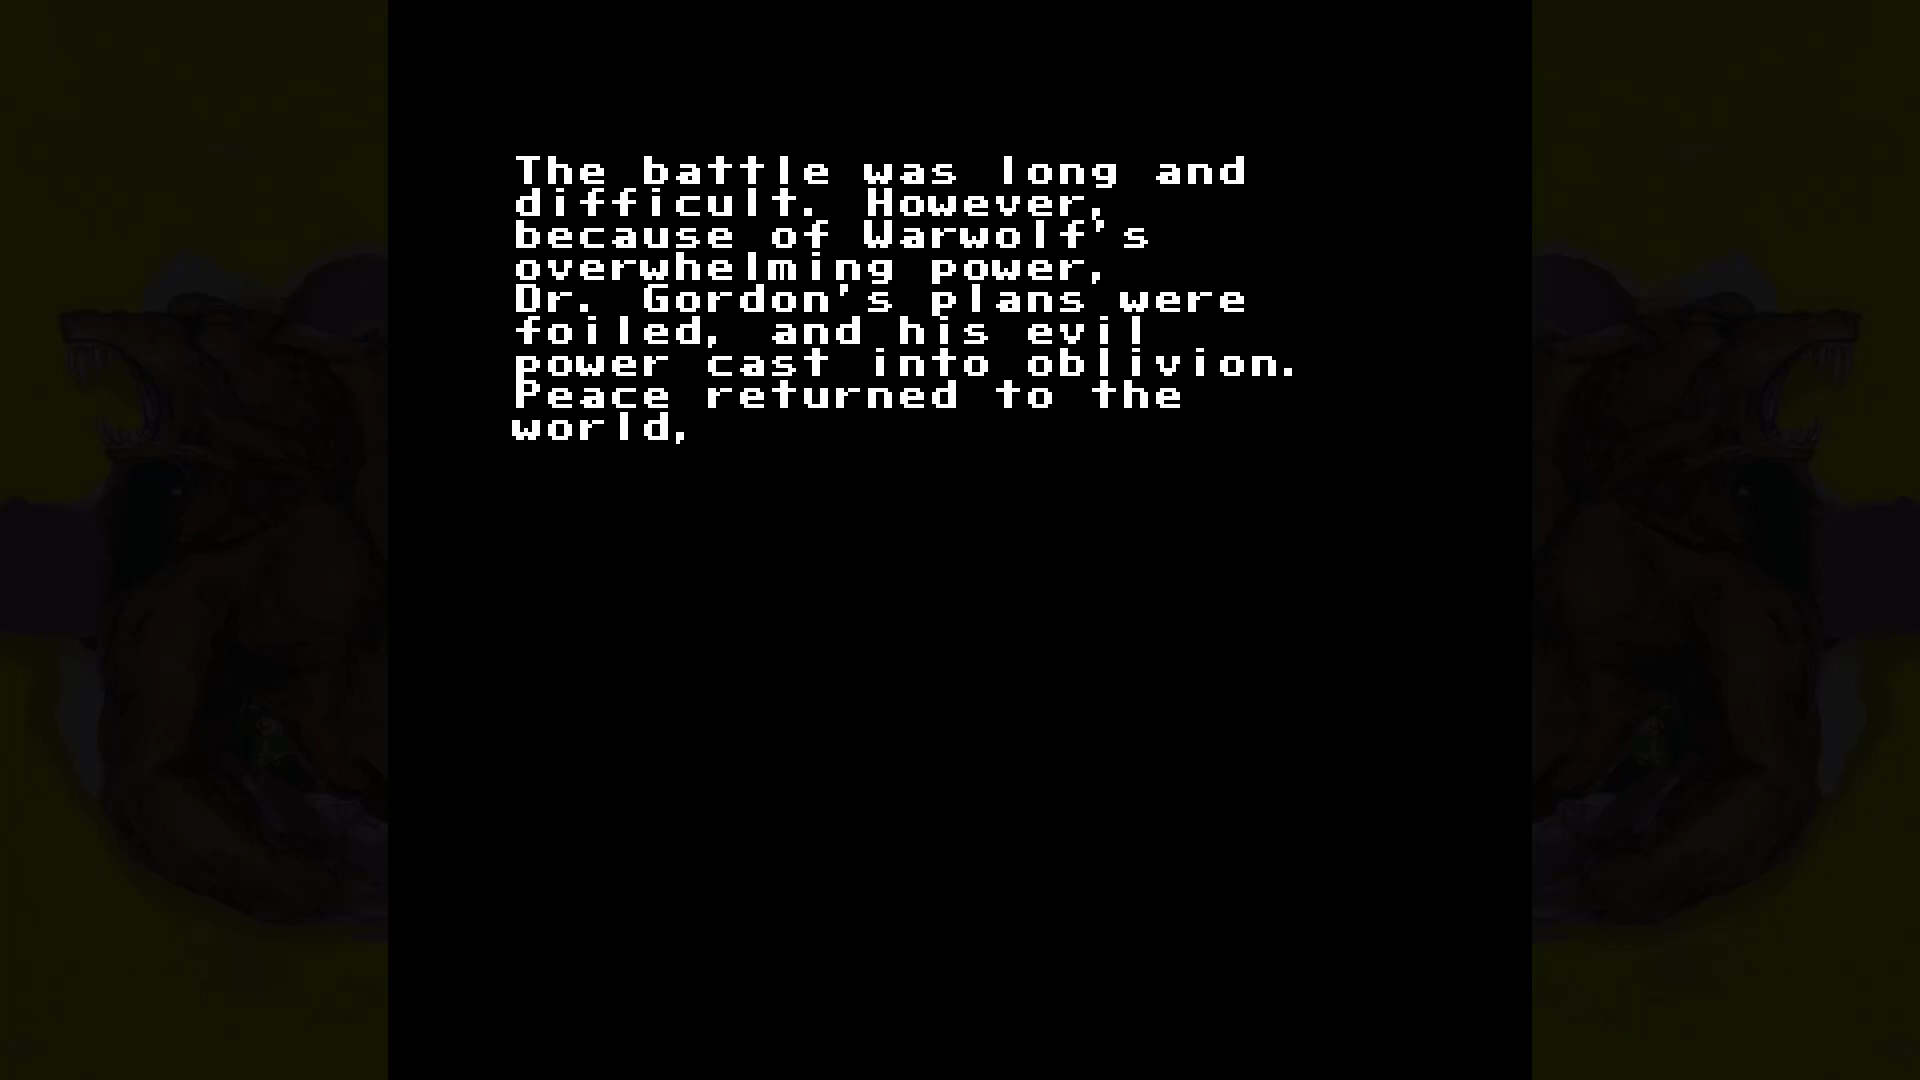 The battle was long and
difficult. However,
because of Warwolf's
overwhelming power,
Dr. Gordon's plans were
foiled, and his evil
power cast into oblivion.
Peace returned to the
world,